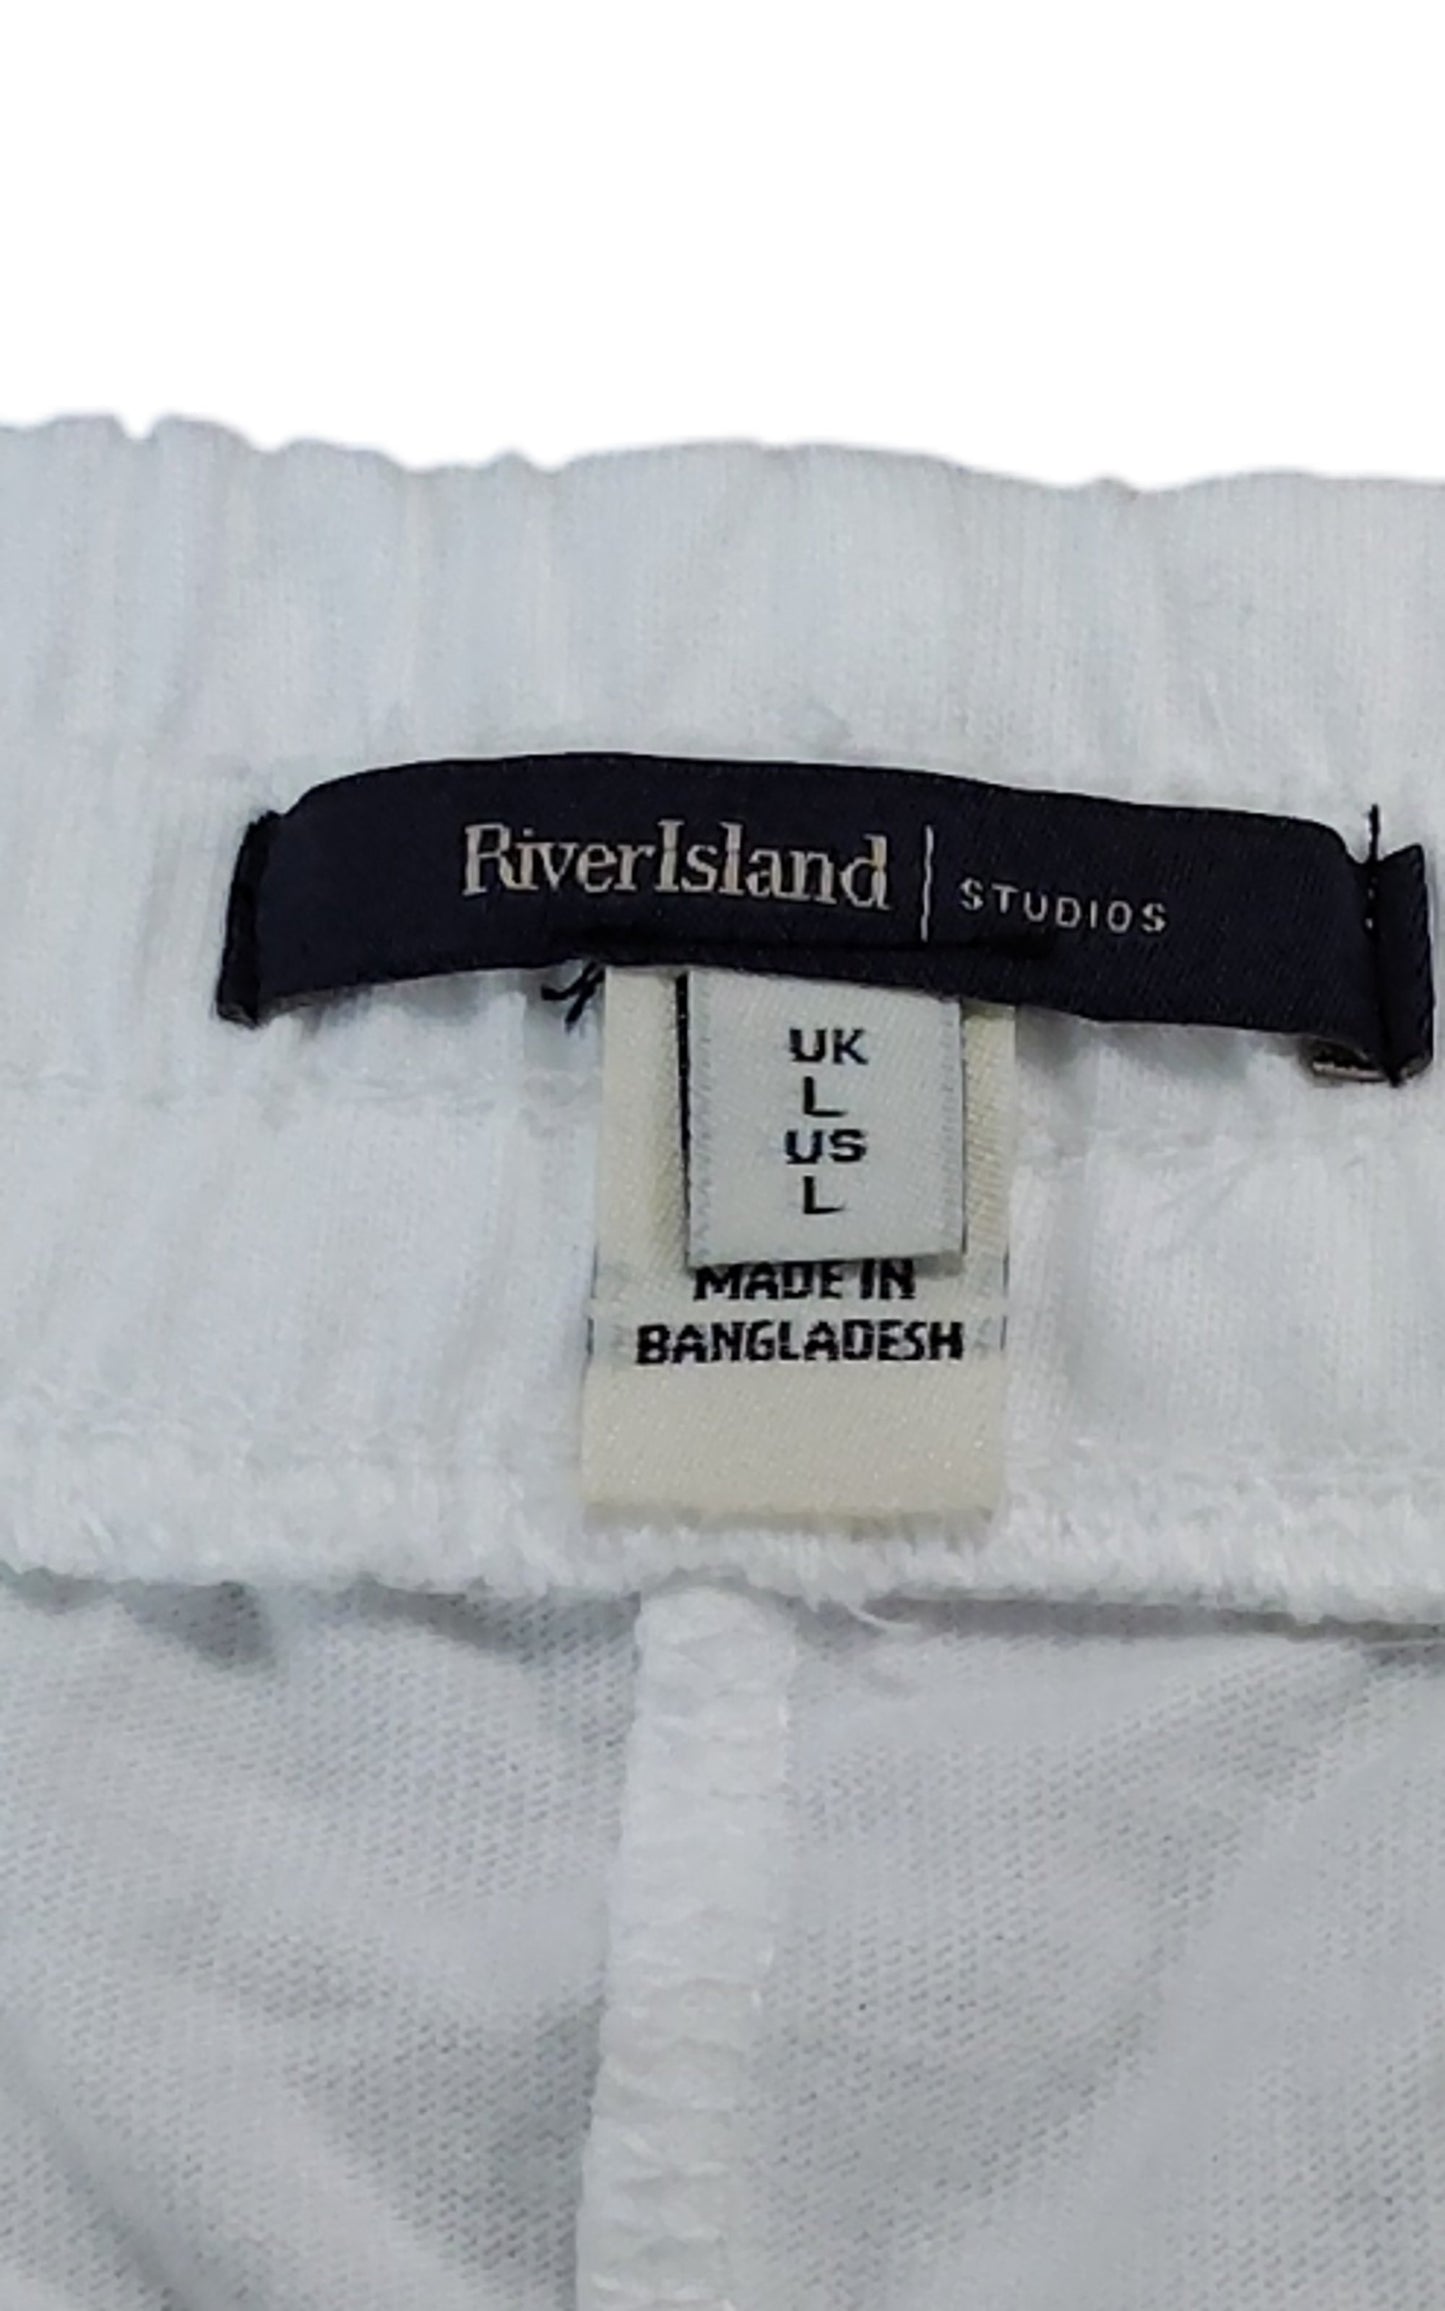 RiverIsland | STUDIOS
UK
L
US
L
MADE IN
BANGLADESH